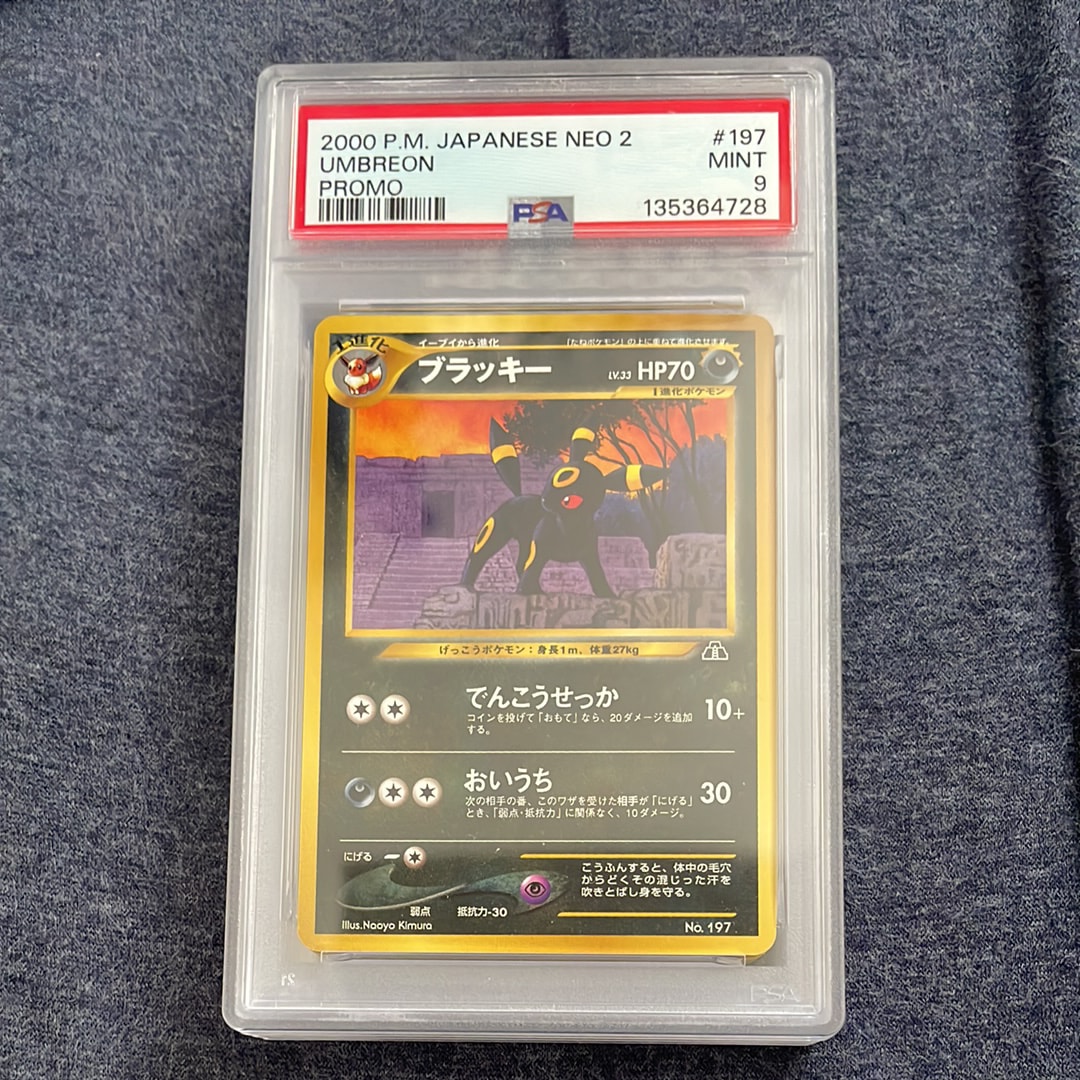 2000 P.M. JAPANESE NEO 2 #197
UMBREON MINT
PROMO 9
PSA 135364728
1進化
イーブイから進化 「たねポケモン」の上に重ねて進化させます
ブラッキー LV.33 HP70
1進化ポケモン
げっこうポケモン：身長1m、体重27kg
でんこうせっか 10+
コインを投げて「おもて」なら、20ダメージを追加
する。
おいうち 30
次の相手の番、このワザを受けた相手が「にげる」
とき、「弱点・抵抗力」に関係なく、10ダメージ。
にげる
こうふんすると、体中の毛穴
からどくその混じった汗を
吹きとばし身を守る。
弱点 抵抗力-30
Illus.Naoyo Kimura No. 197
PSA